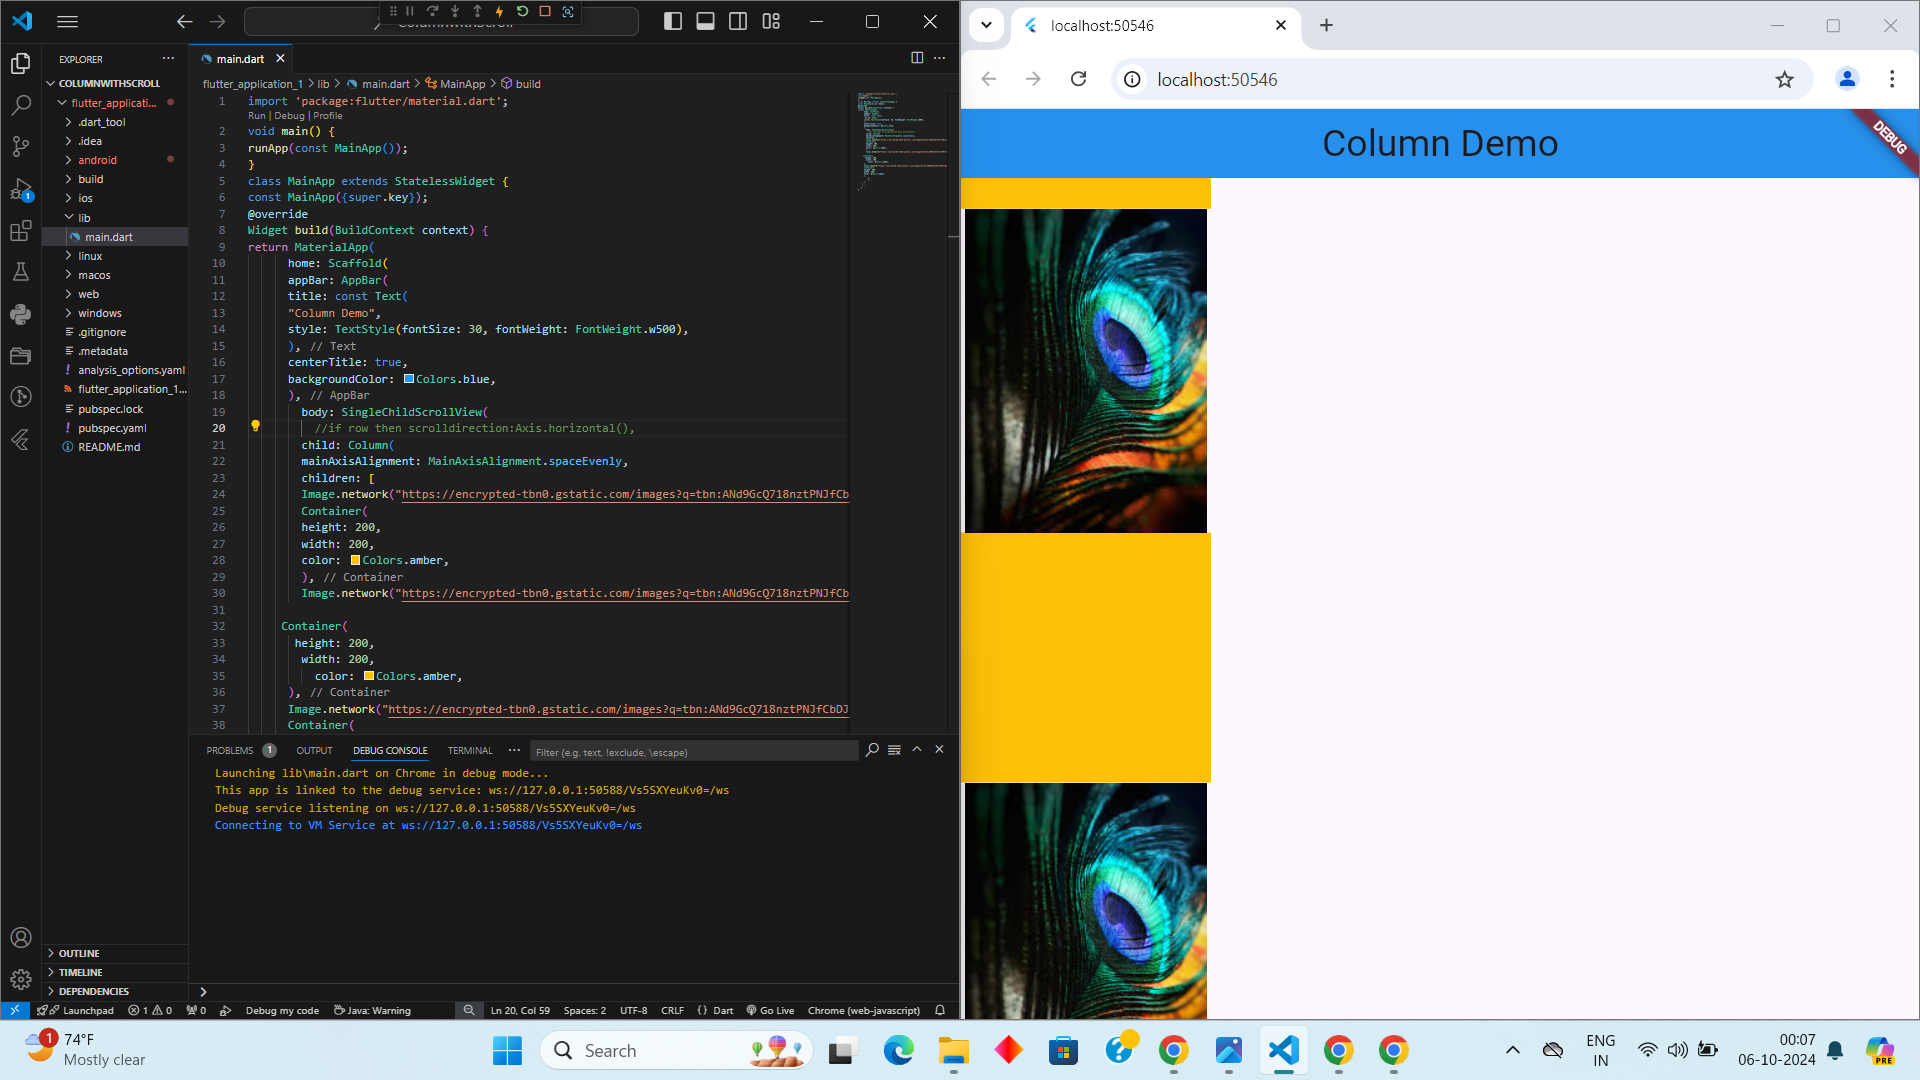 EXPLORER
COLUMNWITHSCROLL
flutter_applicati...
.dart_tool
.idea
android
build
ios
lib
main.dart
linux
macos
web
windows
.gitignore
.metadata
analysis_options.yaml
flutter_application_1...
pubspec.lock
pubspec.yaml
README.md
OUTLINE
TIMELINE
DEPENDENCIES
main.dart
flutter_application_1 > lib > main.dart > MainApp > build
1 import 'package:flutter/material.dart';
Run | Debug | Profile
2 void main() {
3 runApp(const MainApp());
4 }
5 class MainApp extends StatelessWidget {
6 const MainApp({super.key});
7 @override
8 Widget build(BuildContext context) {
9 return MaterialApp(
10 home: Scaffold(
11 appBar: AppBar(
12 title: const Text(
13 "Column Demo",
14 style: TextStyle(fontSize: 30, fontWeight: FontWeight.w500),
15 ), // Text
16 centerTitle: true,
17 backgroundColor: Colors.blue,
18 ), // AppBar
19 body: SingleChildScrollView(
20 //if row then scrolldirection:Axis.horizontal(),
21 child: Column(
22 mainAxisAlignment: MainAxisAlignment.spaceEvenly,
23 children: [
24 Image.network("https://encrypted-tbn0.gstatic.com/images?q=tbn:ANd9GcQ718nztPNJfCb
25 Container(
26 height: 200,
27 width: 200,
28 color: Colors.amber,
29 ), // Container
30 Image.network("https://encrypted-tbn0.gstatic.com/images?q=tbn:ANd9GcQ718nztPNJfCb
31
32 Container(
33 height: 200,
34 width: 200,
35 color: Colors.amber,
36 ), // Container
37 Image.network("https://encrypted-tbn0.gstatic.com/images?q=tbn:ANd9GcQ718nztPNJfCbDJ
38 Container(
PROBLEMS 1 OUTPUT DEBUG CONSOLE TERMINAL ... Filter (e.g. text, !exclude, \escape)
Launching lib\main.dart on Chrome in debug mode...
This app is linked to the debug service: ws://127.0.0.1:50588/Vs5SXYeuKv0=/ws
Debug service listening on ws://127.0.0.1:50588/Vs5SXYeuKv0=/ws
Connecting to VM Service at ws://127.0.0.1:50588/Vs5SXYeuKv0=/ws
Launchpad 1 0 0 Debug my code Java: Warning Ln 20, Col 59 Spaces: 2 UTF-8 CRLF {} Dart Go Live Chrome (web-javascript)
localhost:50546
localhost:50546
Column Demo
DEBUG
1 74°F
Mostly clear
Search
ENG
IN
00:07
06-10-2024
PRE